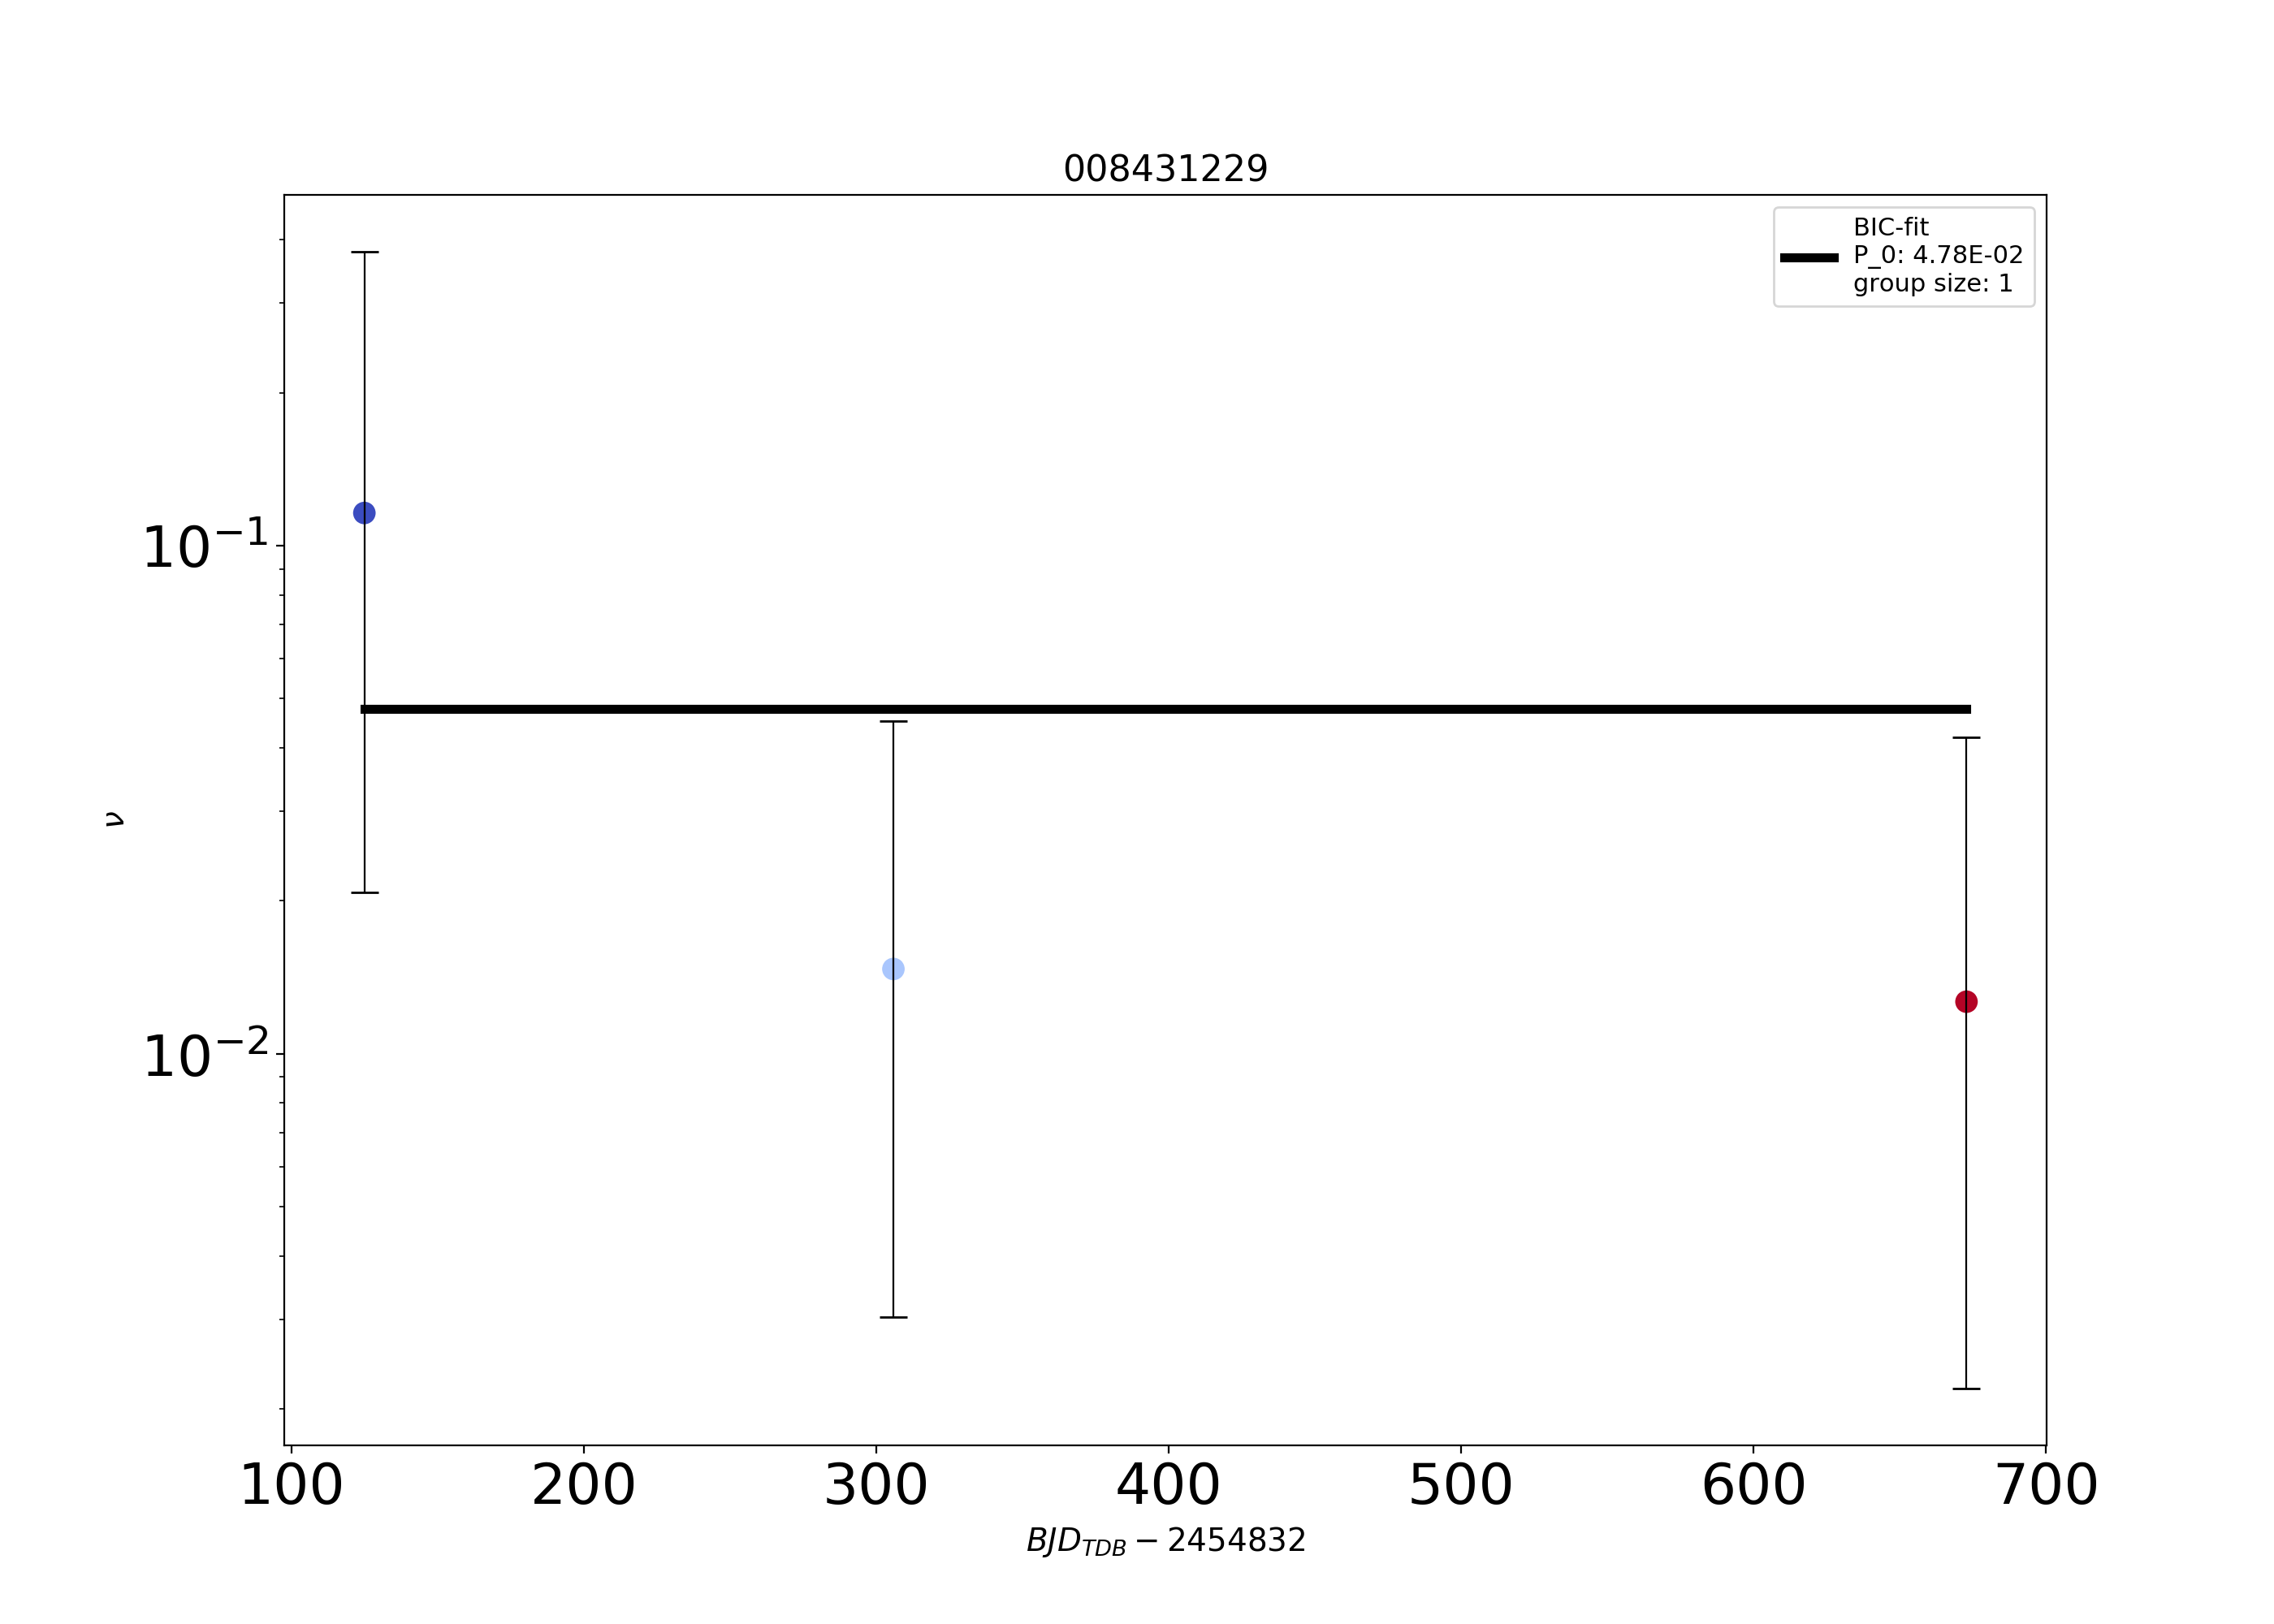 008431229
BIC-fit
P_0: 4.78E-02
group size: 1
10⁻¹
ν
10⁻²
100 200 300 400 500 600 700
BJD_TDB − 2454832